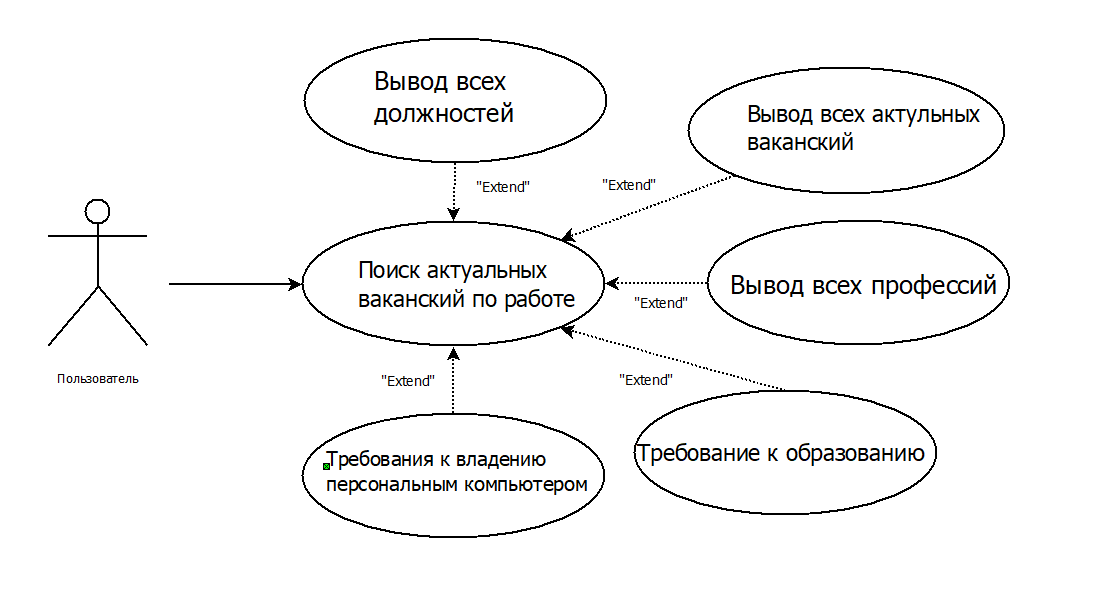 Вывод всех
должностей
Вывод всех актульных
ваканский
"Extend"
"Extend"
Поиск актуальных
ваканский по работе
Вывод всех профессий
"Extend"
Пользователь
"Extend"
"Extend"
Требования к владению
персональным компьютером
Требование к образованию